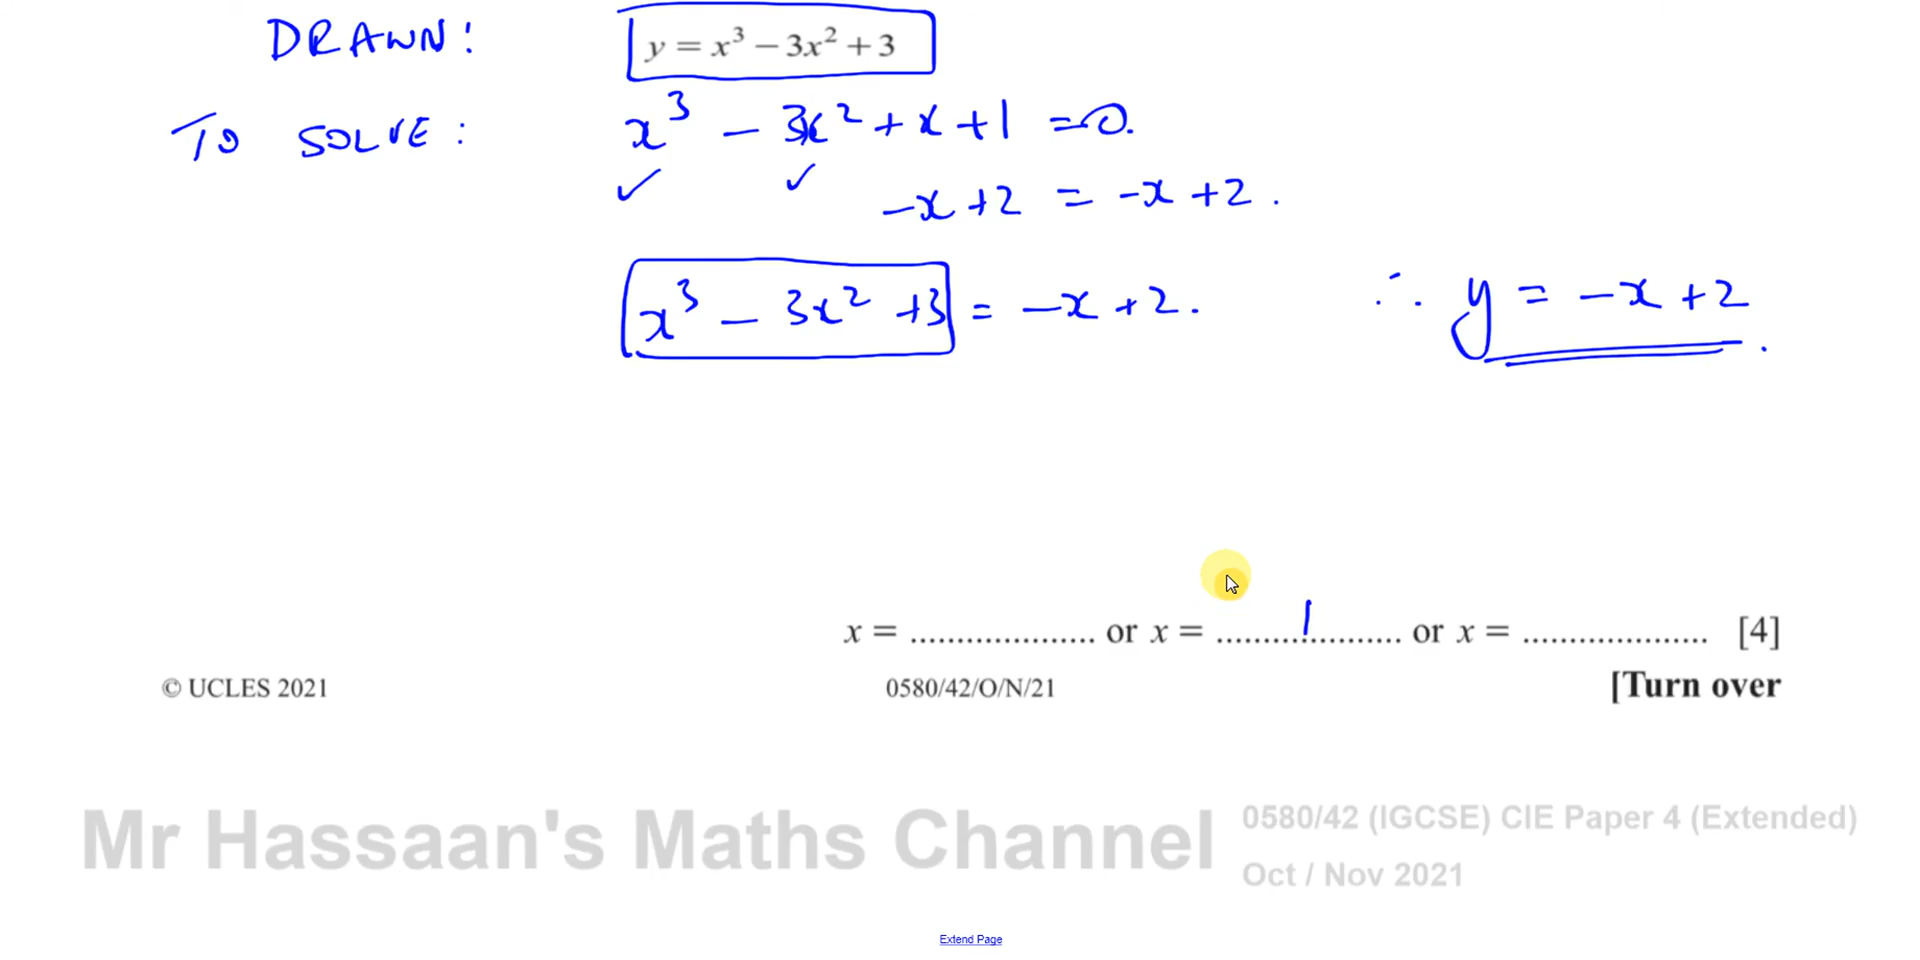 DRAWN: y = x³ − 3x² + 3
TO SOLVE: x³ − 3x² + x + 1 = 0.
✓ ✓ −x + 2 = −x + 2.
x³ − 3x² + 3 = −x + 2. ∴ y = −x + 2.
x = .................... or x = .........1.......... or x = .................... [4]
© UCLES 2021 0580/42/O/N/21 [Turn over
Mr Hassaan's Maths Channel
0580/42 (IGCSE) CIE Paper 4 (Extended)
Oct / Nov 2021
Extend Page